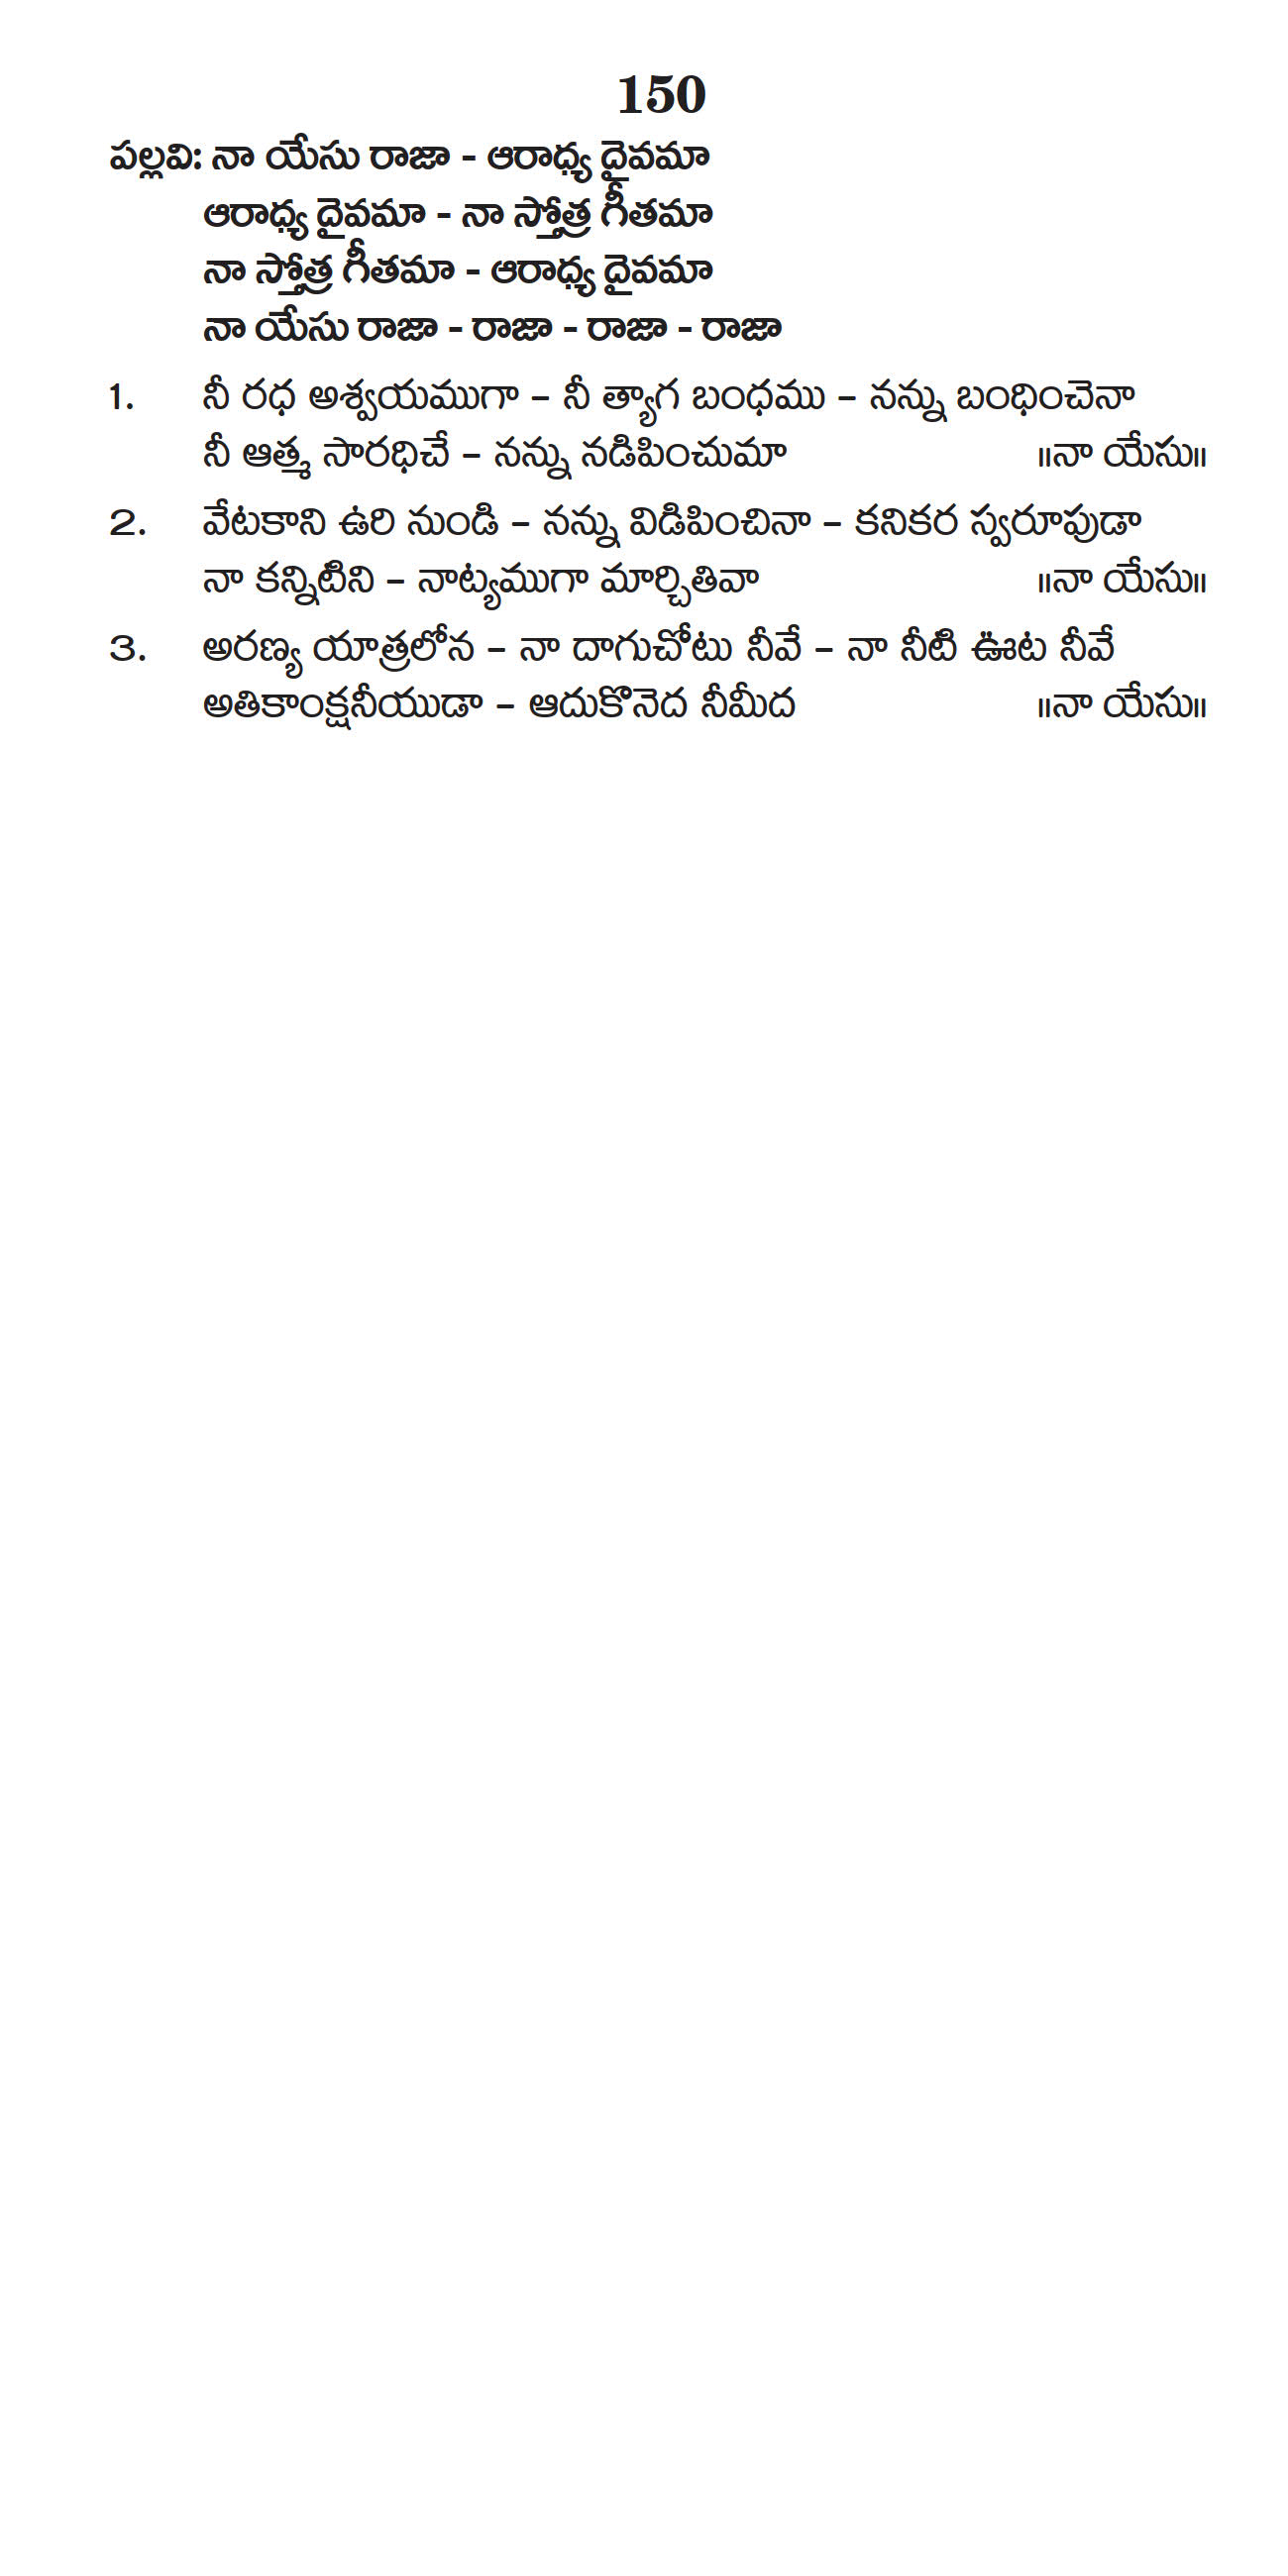 150
పల్లవి: నా యేసు రాజా - ఆరాధ్య దైవమా
ఆరాధ్య దైవమా - నా స్తోత్ర గీతమా
నా స్తోత్ర గీతమా - ఆరాధ్య దైవమా
నా యేసు రాజా - రాజా - రాజా - రాజా
1. నీ రధ అశ్వయముగా – నీ త్యాగ బంధము – నన్ను బంధించెనా
నీ ఆత్మ సారథిచే – నన్ను నడిపించుమా ॥నా యేసు॥
2. వేటకాని ఉరి నుండి – నన్ను విడిపించినా – కనికర స్వరూపుడా
నా కన్నిటిని – నాట్యముగా మార్చితివా ॥నా యేసు॥
3. అరణ్య యాత్రలోన – నా దాగుచోటు నీవే – నా నీటి ఊట నీవే
అతికాంక్షనీయుడా – ఆదుకొనెద నీమీద ॥నా యేసు॥